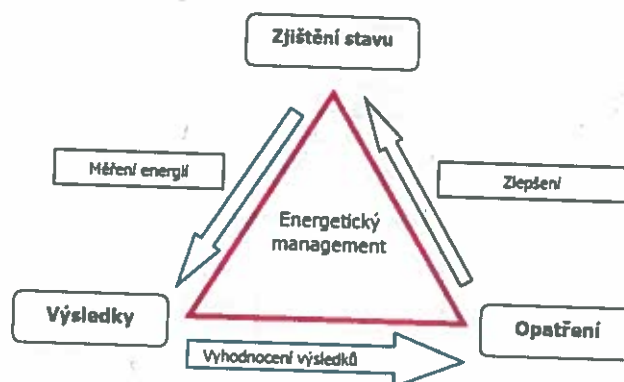 Zjištění stavu
Měření energií
Zlepšení
Energetický
management
Výsledky
Opatření
Vyhodnocení výsledků